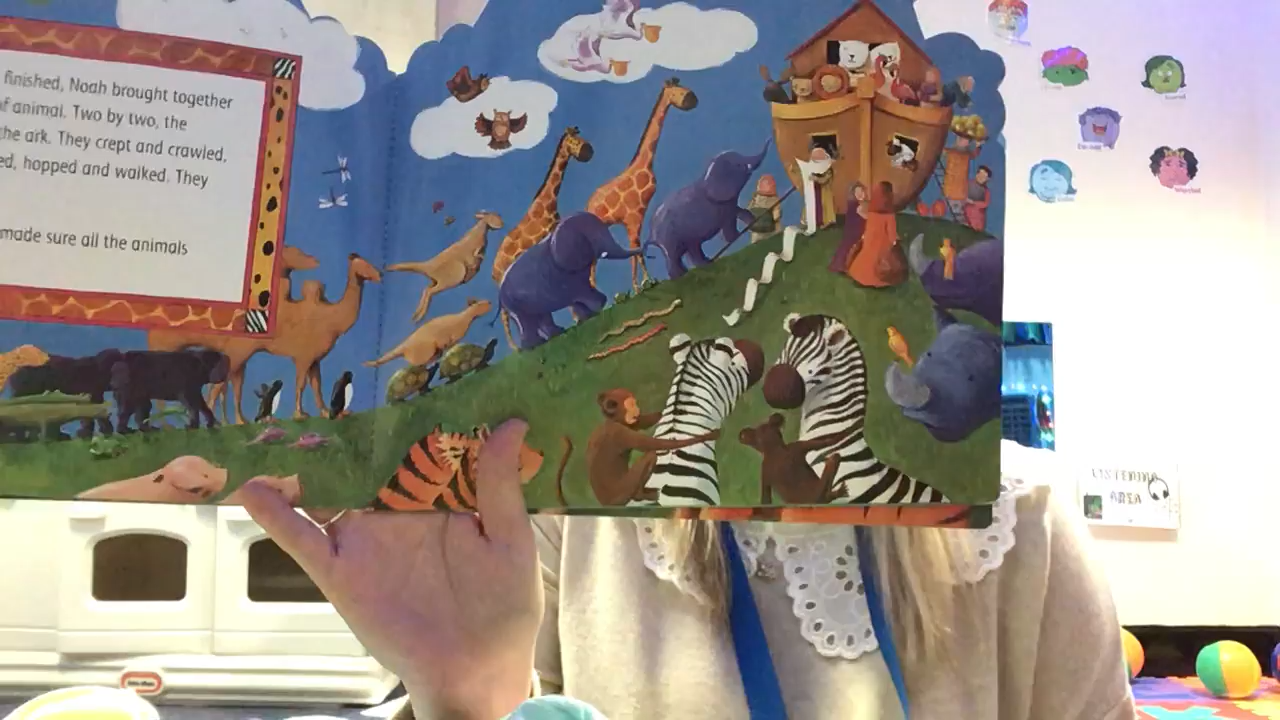 finished, Noah brought together
of animal. Two by two, the
the ark. They crept and crawled,
hopped and walked. They
made sure all the animals
LISTENING
AREA